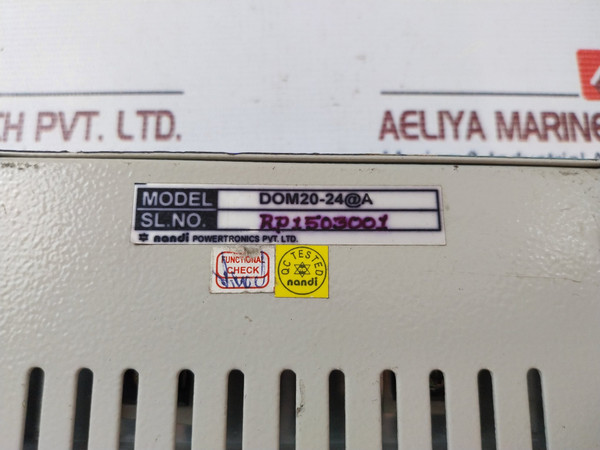 CH PVT. LTD.
AELIYA MARINE
MODEL DOM20-24@A
SL.NO. RP1503001
nandi POWERTRONICS PVT. LTD.
FUNCTIONAL
CHECK
QC TESTED
nandi